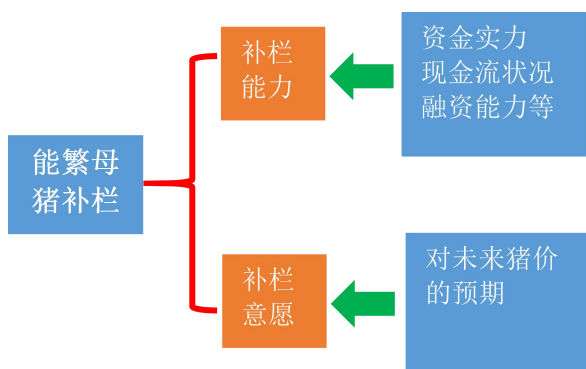 补栏
能力
资金实力
现金流状况
融资能力等
能繁母
猪补栏
补栏
意愿
对未来猪价
的预期